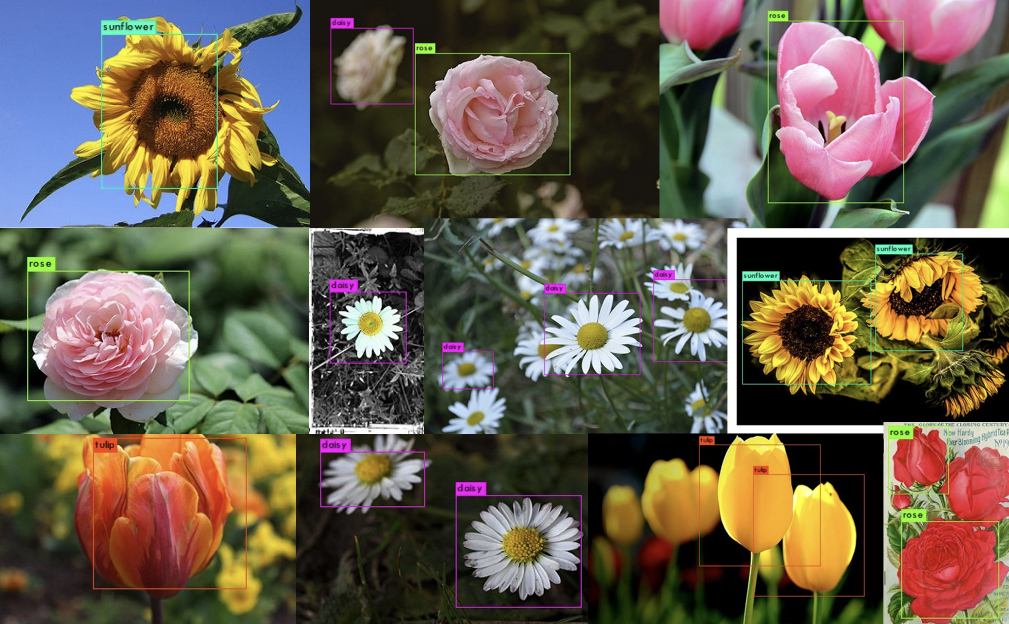 sunflower
daisy
rose
rose
rose
daisy
daisy
daisy
daisy
sunflower
sunflower
tulip
daisy
daisy
tulip
tulip
THE GLORY OF THE CLOSING CENTURY
New Hardy
Ever Blooming Hybrid Tea R
rose
rose